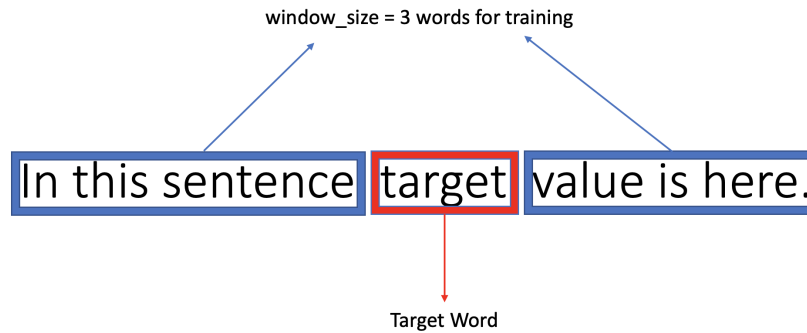 window_size = 3 words for training
In this sentence target value is here.
Target Word